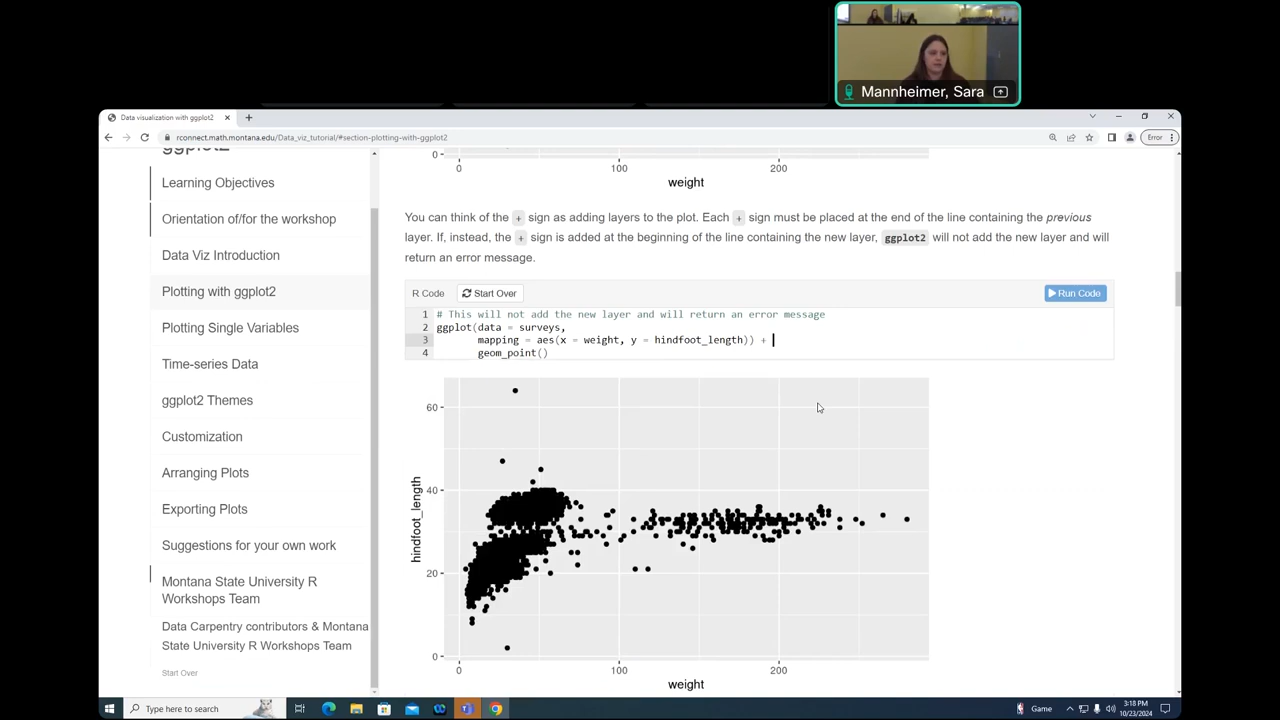 Mannheimer, Sara
Data visualization with ggplot2
rconnect.math.montana.edu/Data_viz_tutorial/#section-plotting-with-ggplot2
Error
ggplot2
Learning Objectives
Orientation of/for the workshop
Data Viz Introduction
Plotting with ggplot2
Plotting Single Variables
Time-series Data
ggplot2 Themes
Customization
Arranging Plots
Exporting Plots
Suggestions for your own work
Montana State University R
Workshops Team
Data Carpentry contributors & Montana
State University R Workshops Team
Start Over
0
0 100 200
weight
You can think of the + sign as adding layers to the plot. Each + sign must be placed at the end of the line containing the previous
layer. If, instead, the + sign is added at the beginning of the line containing the new layer, ggplot2 will not add the new layer and will
return an error message.
R Code Start Over Run Code
1 # This will not add the new layer and will return an error message
2 ggplot(data = surveys,
3 mapping = aes(x = weight, y = hindfoot_length)) +
4 geom_point()
60
40
20
0
hindfoot_length
0 100 200
weight
Type here to search
Game
3:18 PM
10/23/2024